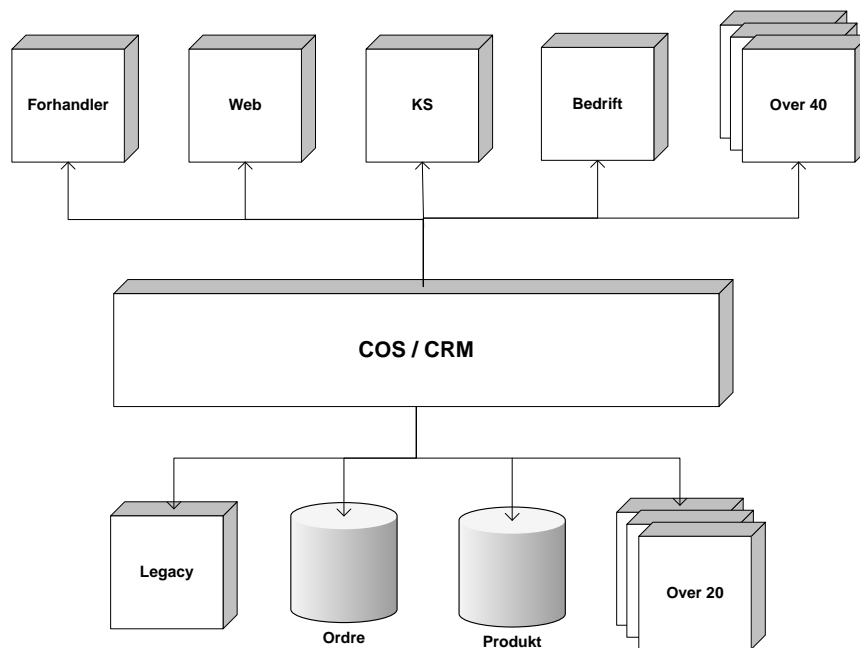 Forhandler
Web
KS
Bedrift
Over 40
COS / CRM
Legacy
Ordre
Produkt
Over 20